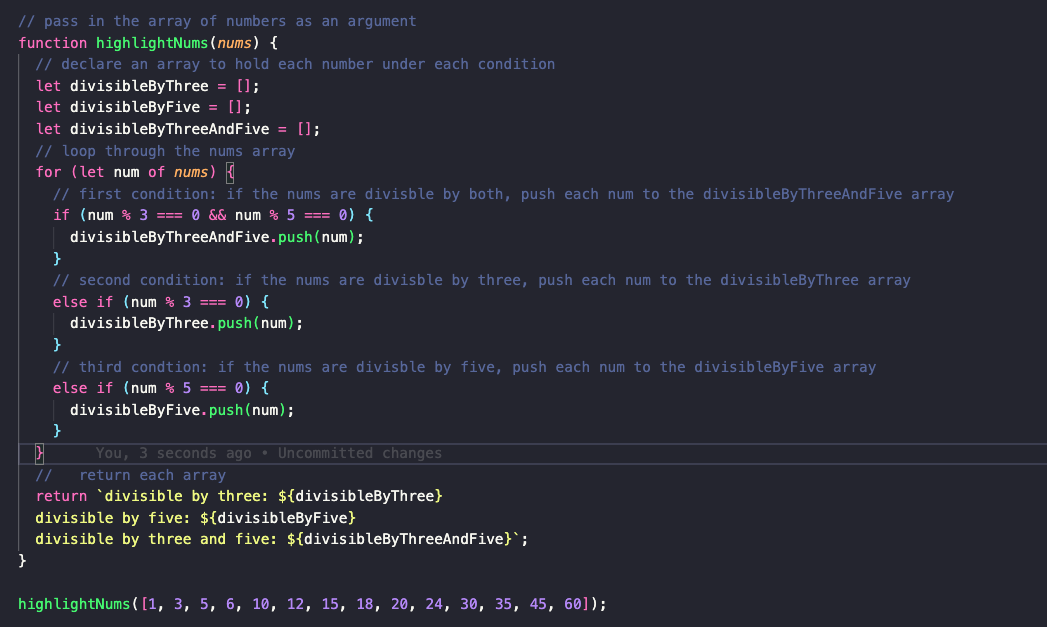 // pass in the array of numbers as an argument
function highlightNums(nums) {
  // declare an array to hold each number under each condition
  let divisibleByThree = [];
  let divisibleByFive = [];
  let divisibleByThreeAndFive = [];
  // loop through the nums array
  for (let num of nums) {
    // first condition: if the nums are divisble by both, push each num to the divisibleByThreeAndFive array
    if (num % 3 === 0 && num % 5 === 0) {
      divisibleByThreeAndFive.push(num);
    }
    // second condition: if the nums are divisble by three, push each num to the divisibleByThree array
    else if (num % 3 === 0) {
      divisibleByThree.push(num);
    }
    // third condtion: if the nums are divisble by five, push each num to the divisibleByFive array
    else if (num % 5 === 0) {
      divisibleByFive.push(num);
    }
  }      You, 3 seconds ago • Uncommitted changes
  //   return each array
  return `divisible by three: ${divisibleByThree}
  divisible by five: ${divisibleByFive}
  divisible by three and five: ${divisibleByThreeAndFive}`;
}
highlightNums([1, 3, 5, 6, 10, 12, 15, 18, 20, 24, 30, 35, 45, 60]);